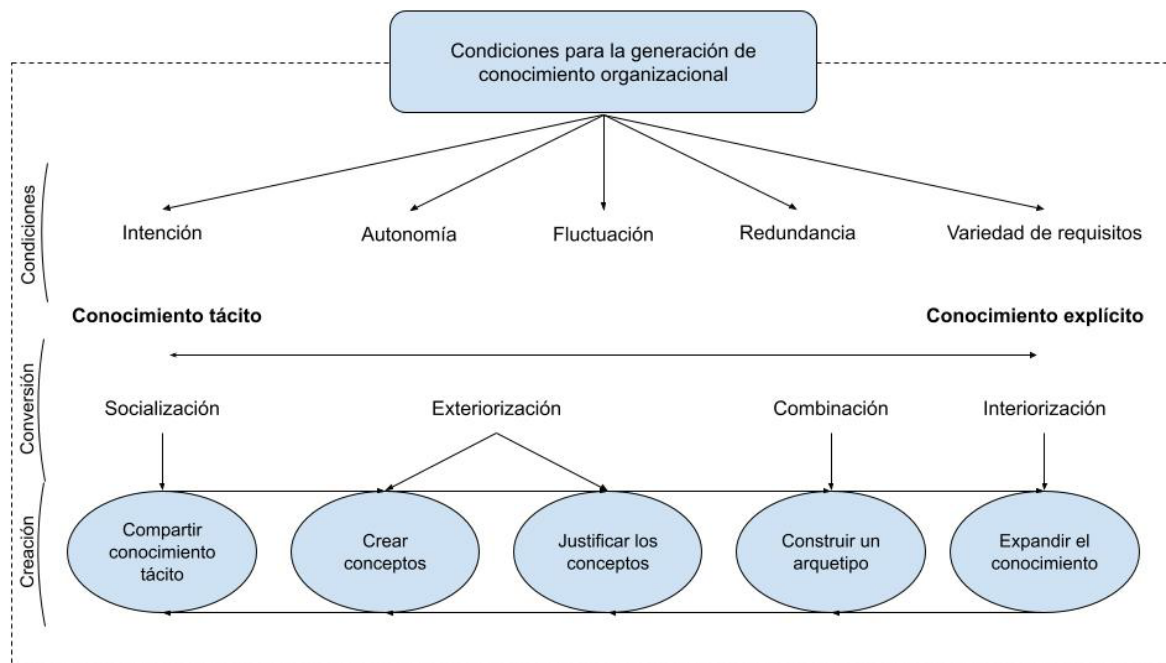 Condiciones para la generación de
conocimiento organizacional
Condiciones
Intención
Autonomía
Fluctuación
Redundancia
Variedad de requisitos
Conocimiento tácito
Conocimiento explícito
Conversión
Socialización
Exteriorización
Combinación
Interiorización
Creación
Compartir
conocimiento
tácito
Crear
conceptos
Justificar los
conceptos
Construir un
arquetipo
Expandir el
conocimiento